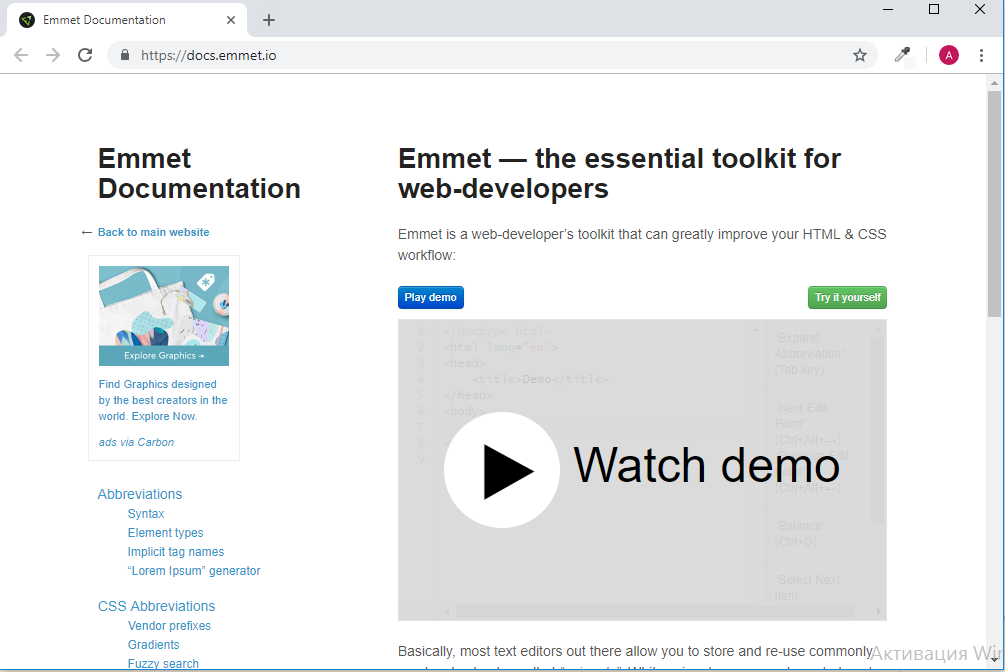 Emmet Documentation
https://docs.emmet.io
A
Emmet
Documentation
← Back to main website
Explore Graphics →
Find Graphics designed
by the best creators in the
world. Explore Now.
ads via Carbon
Abbreviations
Syntax
Element types
Implicit tag names
“Lorem Ipsum” generator
CSS Abbreviations
Vendor prefixes
Gradients
Fuzzy search
Emmet — the essential toolkit for
web-developers
Emmet is a web-developer’s toolkit that can greatly improve your HTML & CSS
workflow:
Play demo
Try it yourself
1 <!doctype html>
2 <html lang="en">
3 <head>
4 <title>Demo</title>
5 </head>
6 <body>
7
8
9
Watch demo
“Expand
Abbreviation”
(Tab key)
“Next Edit
Point”
(Ctrl+Alt+→)
Edit
(Ctrl+Alt+←)
“Balance”
(Ctrl+D)
“Select Next
Item”
Basically, most text editors out there allow you to store and re-use commonly
Активация Win